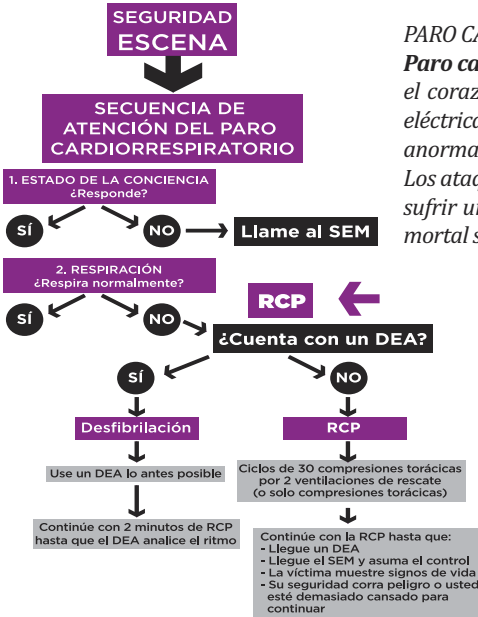 SEGURIDAD
ESCENA
SECUENCIA DE
ATENCIÓN DEL PARO
CARDIORRESPIRATORIO
1. ESTADO DE LA CONCIENCIA
¿Responde?
SÍ
NO
Llame al SEM
2. RESPIRACIÓN
¿Respira normalmente?
SÍ
NO
RCP
¿Cuenta con un DEA?
SÍ
NO
Desfibrilación
RCP
Use un DEA lo antes posible
Ciclos de 30 compresiones torácicas
por 2 ventilaciones de rescate
(o solo compresiones torácicas)
Continúe con 2 minutos de RCP
hasta que el DEA analice el ritmo
Continúe con la RCP hasta que:
- Llegue un DEA
- Llegue el SEM y asuma el control
- La víctima muestre signos de vida
- Su seguridad corra peligro o usted
esté demasiado cansado para
continuar
PARO
Paro
el
eléctrica
Los
sufrir
mortal